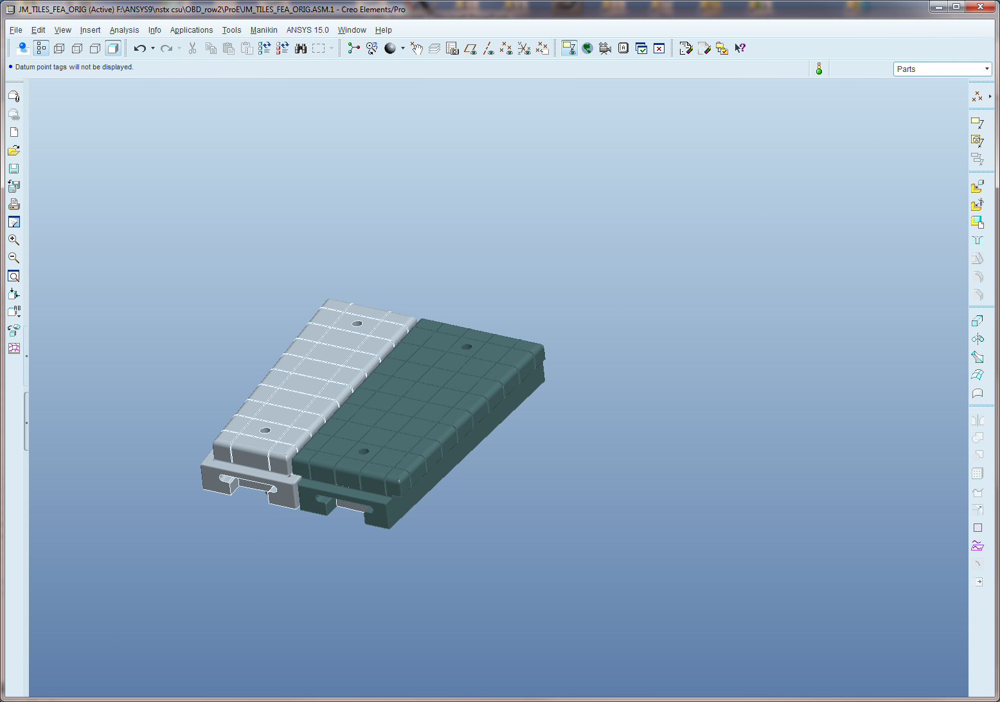 JM_TILES_FEA_ORIG (Active) F:\ANSYS9\nstx csu\OBD_row2\ProE\JM_TILES_FEA_ORIG.ASM.1 - Creo Elements/Pro
File Edit View Insert Analysis Info Applications Tools Manikin ANSYS 15.0 Window Help
Datum point tags will not be displayed.
Parts